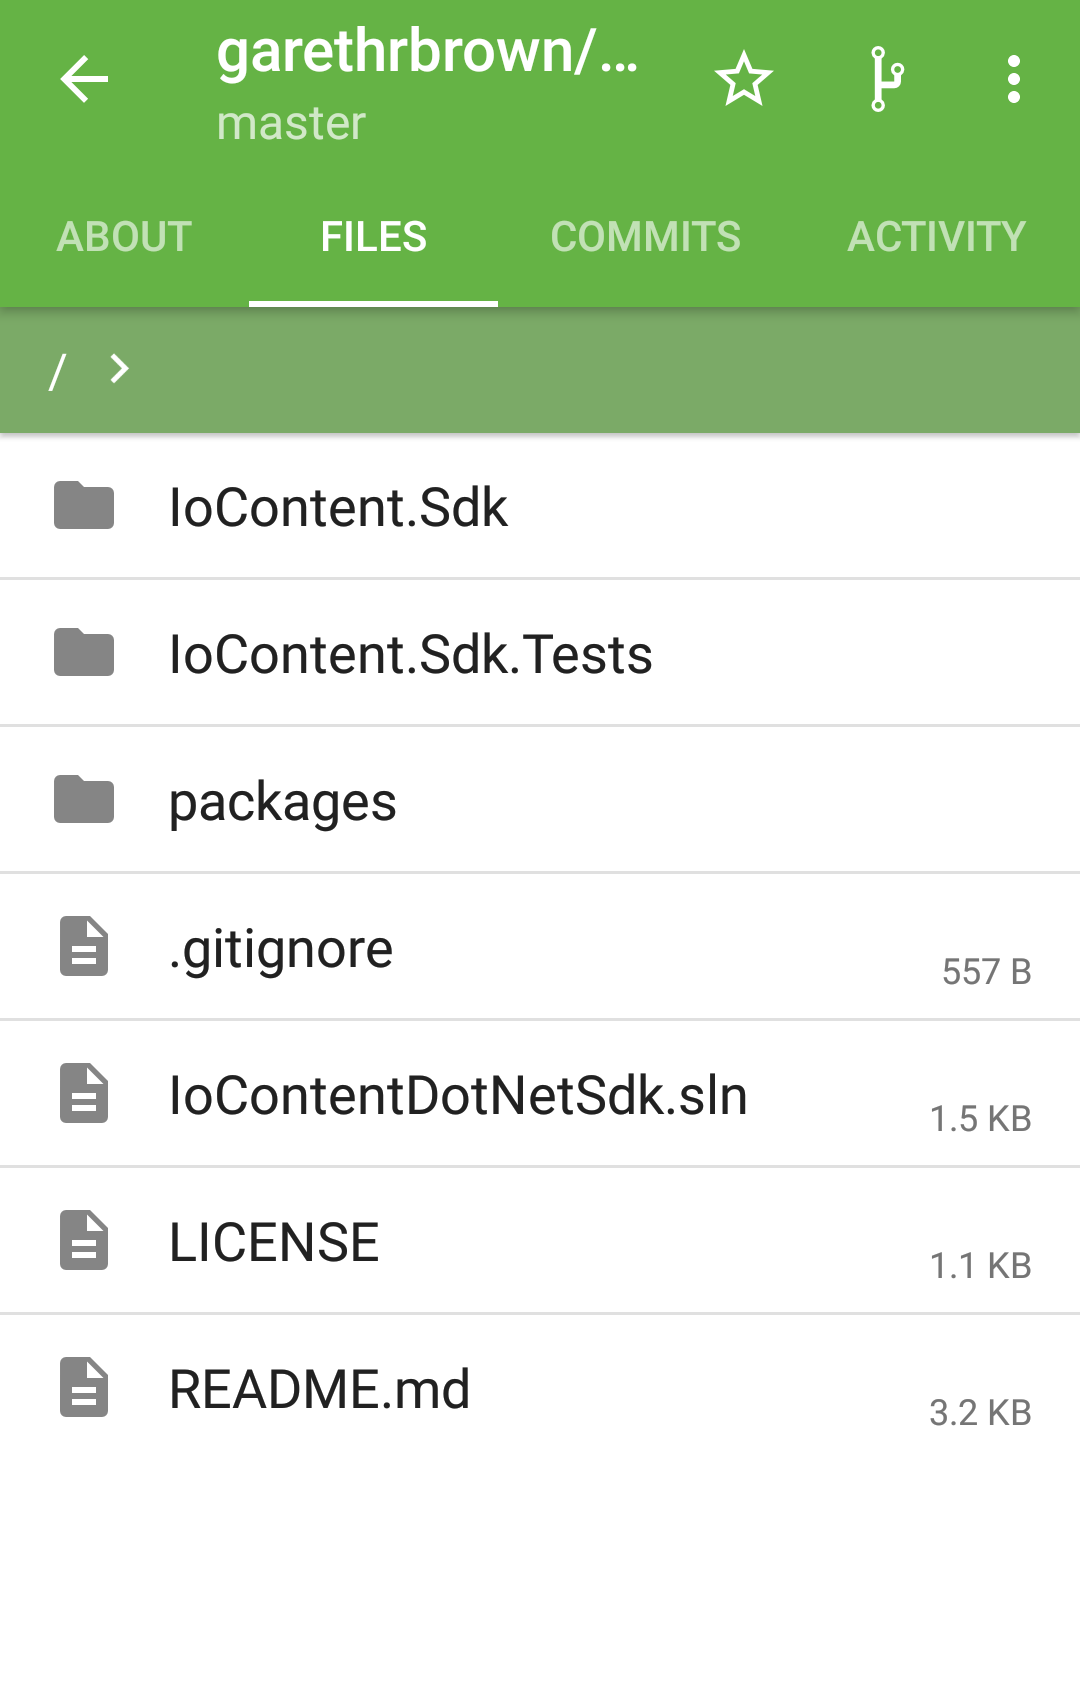 garethrbrown/...
master
ABOUT FILES COMMITS ACTIVITY
/ >
IoContent.Sdk
IoContent.Sdk.Tests
packages
.gitignore 557 B
IoContentDotNetSdk.sln 1.5 KB
LICENSE 1.1 KB
README.md 3.2 KB